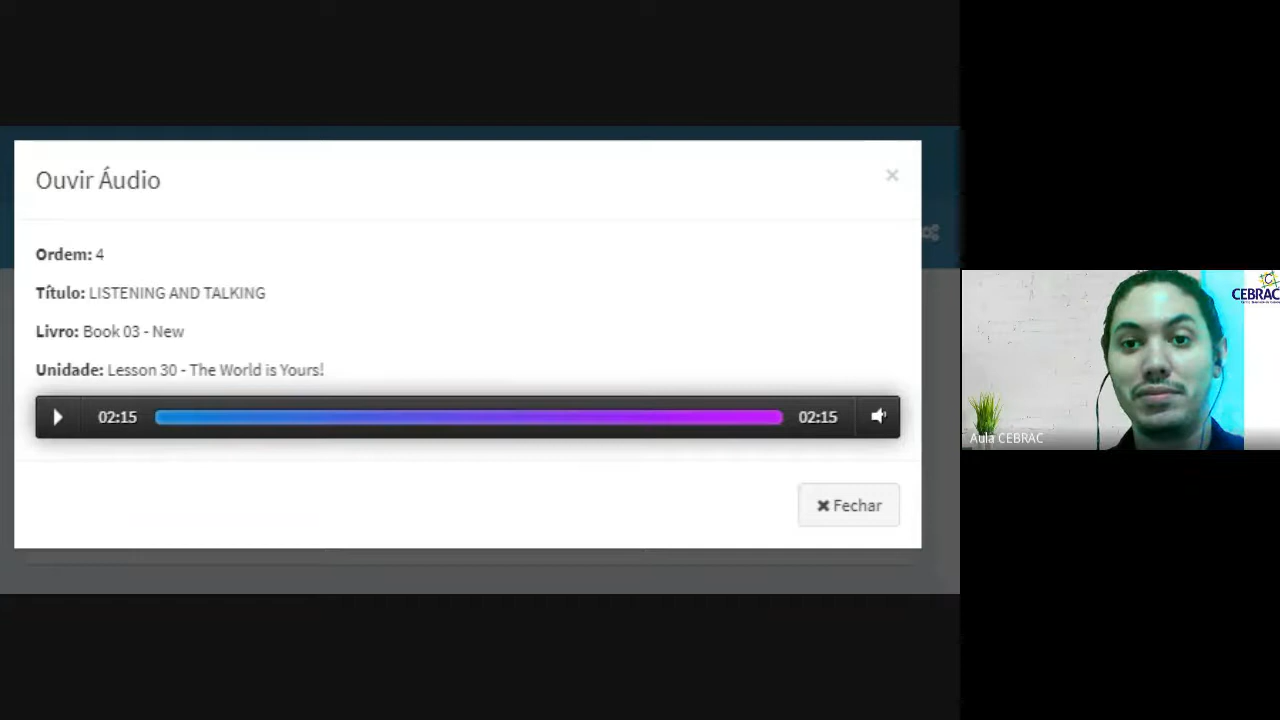 Ouvir Áudio
×
Ordem: 4
Título: LISTENING AND TALKING
Livro: Book 03 - New
Unidade: Lesson 30 - The World is Yours!
02:15
02:15
Fechar
CEBRAC
Aula CEBRAC